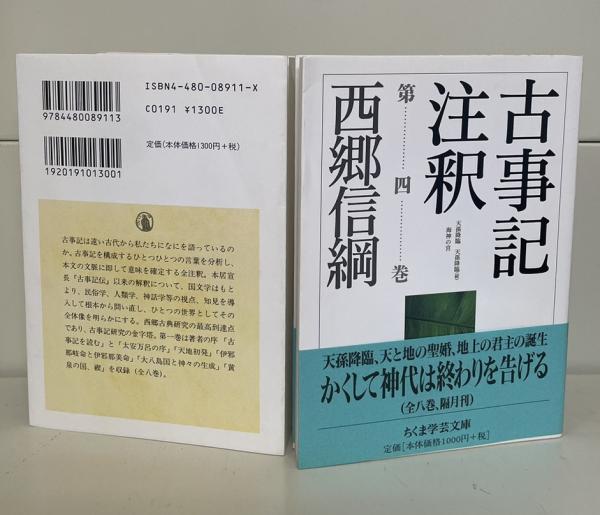 ISBN4-480-08911-X
C0191 ¥1300E
9784480089113
定価(本体価格1300円+税)
1920191013001
古事記は遠い古代から私たちになにを語っているの
か。古事記を構成するひとつひとつの言葉を分析し、
本文の文脈に即して意味を確定する全注釈。本居宣
長『古事記伝』以来の解釈について、国文学はもと
より、民俗学、人類学、神話学等の視点、知見を導
入して根本から問い直し、ひとつの世界としてその
全体像を明らかにする。西郷古典研究の最高到達点
であり、古事記研究の金字塔。第一巻は著者の序「古
事記を読む」と「太安万呂の序」「天地初発」「伊邪
那岐命と伊邪那美命」「大八島国と神々の生成」「黄
泉の国、禊」を収録(全八巻)。
古事記
注釈
第四巻
天孫降臨 天孫降臨(続)
海神の宮
西郷信綱
天孫降臨、天と地の聖婚、地上の君主の誕生
かくして神代は終わりを告げる
(全八巻、隔月刊)
ちくま学芸文庫
定価[本体価格1000円+税]